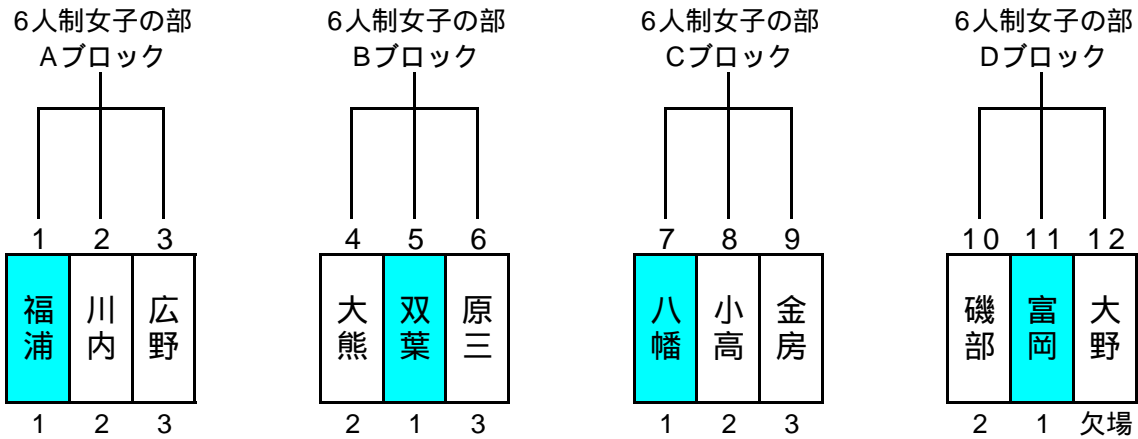 6人制女子の部 6人制女子の部 6人制女子の部 6人制女子の部
Aブロック Bブロック Cブロック Dブロック
1 2 3 4 5 6 7 8 9 10 11 12
福浦 川内 広野 大熊 双葉 原三 八幡 小高 金房 磯部 富岡 大野
1 2 3 2 1 3 1 2 3 2 1 欠場